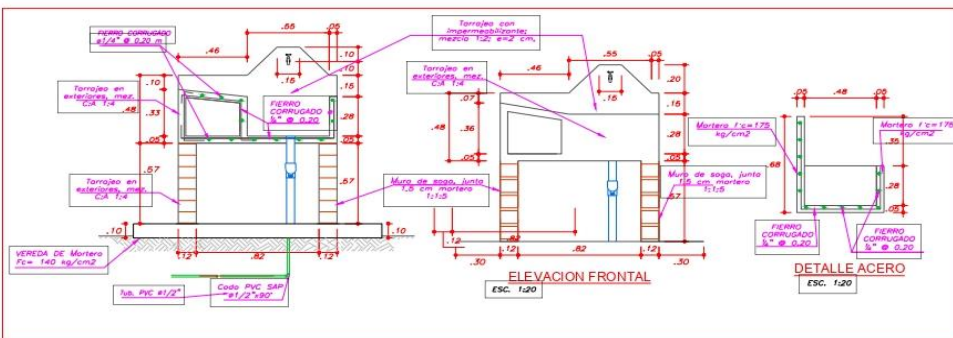 FIERRO CORRUGADO
ø1/4" @ 0.20 m
.46
.55
.05
.10
.10
.15
Tarrajeo en
exteriores, mez.
C:A 1:4
.10
.48
.33
.05
FIERRO
CORRUGADO ø
¼" @ 0.20
.15
.28
.05
.57
.57
Tarrajeo en
exteriores, mez.
C:A 1:4
.10
.10
.12
.82
.12
VEREDA DE Mortero
Fc= 140 kg/cm2
Tub. PVC ø1/2"
Codo PVC SAP
ø1/2"x90°
Tarrajeo con
impermeabilizante;
mezcla 1:2; e=2 cm,
Tarrajeo en
exteriores, mez.
C:A 1:4
Muro de soga, junta
1.5 cm mortero
1:1:5
.46
.55
.05
.15
.20
.15
.28
.05
.57
.07
.48
.36
.05
Muro de soga, junta
1.5 cm mortero
1:1:5
.12
.82
.12
.82
.12
.30
.30
ELEVACION FRONTAL
ESC. 1:20
.05
.48
.05
Mortero f'c=175
kg/cm2
Mortero f'c=175
kg/cm2
.68
.35
.28
.05
FIERRO
CORRUGADO
¼" @ 0.20
FIERRO
CORRUGADO
¼" @ 0.20
DETALLE ACERO
ESC. 1:20